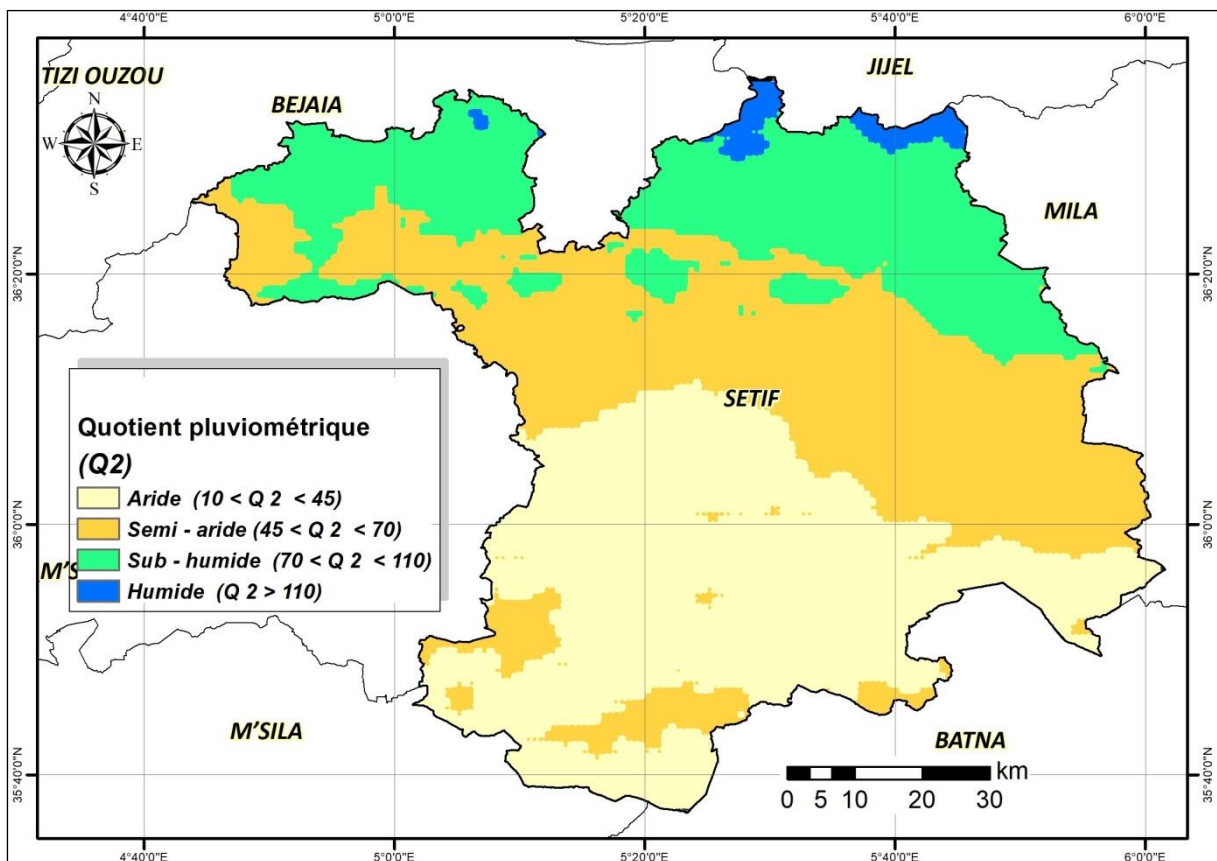 4°40'0"E 5°0'0"E 5°20'0"E 5°40'0"E 6°0'0"E
TIZI OUZOU
JIJEL
BEJAIA
N
W E
S
MILA
36°20'0"N 36°20'0"N
SETIF
Quotient pluviométrique
(Q2)
Aride (10 < Q 2 < 45)
Semi - aride (45 < Q 2 < 70)
Sub - humide (70 < Q 2 < 110)
Humide (Q 2 > 110)
36°0'0"N 36°0'0"N
M'S
M'SILA
BATNA
km
0 5 10 20 30
35°40'0"N 35°40'0"N
4°40'0"E 5°0'0"E 5°20'0"E 5°40'0"E 6°0'0"E